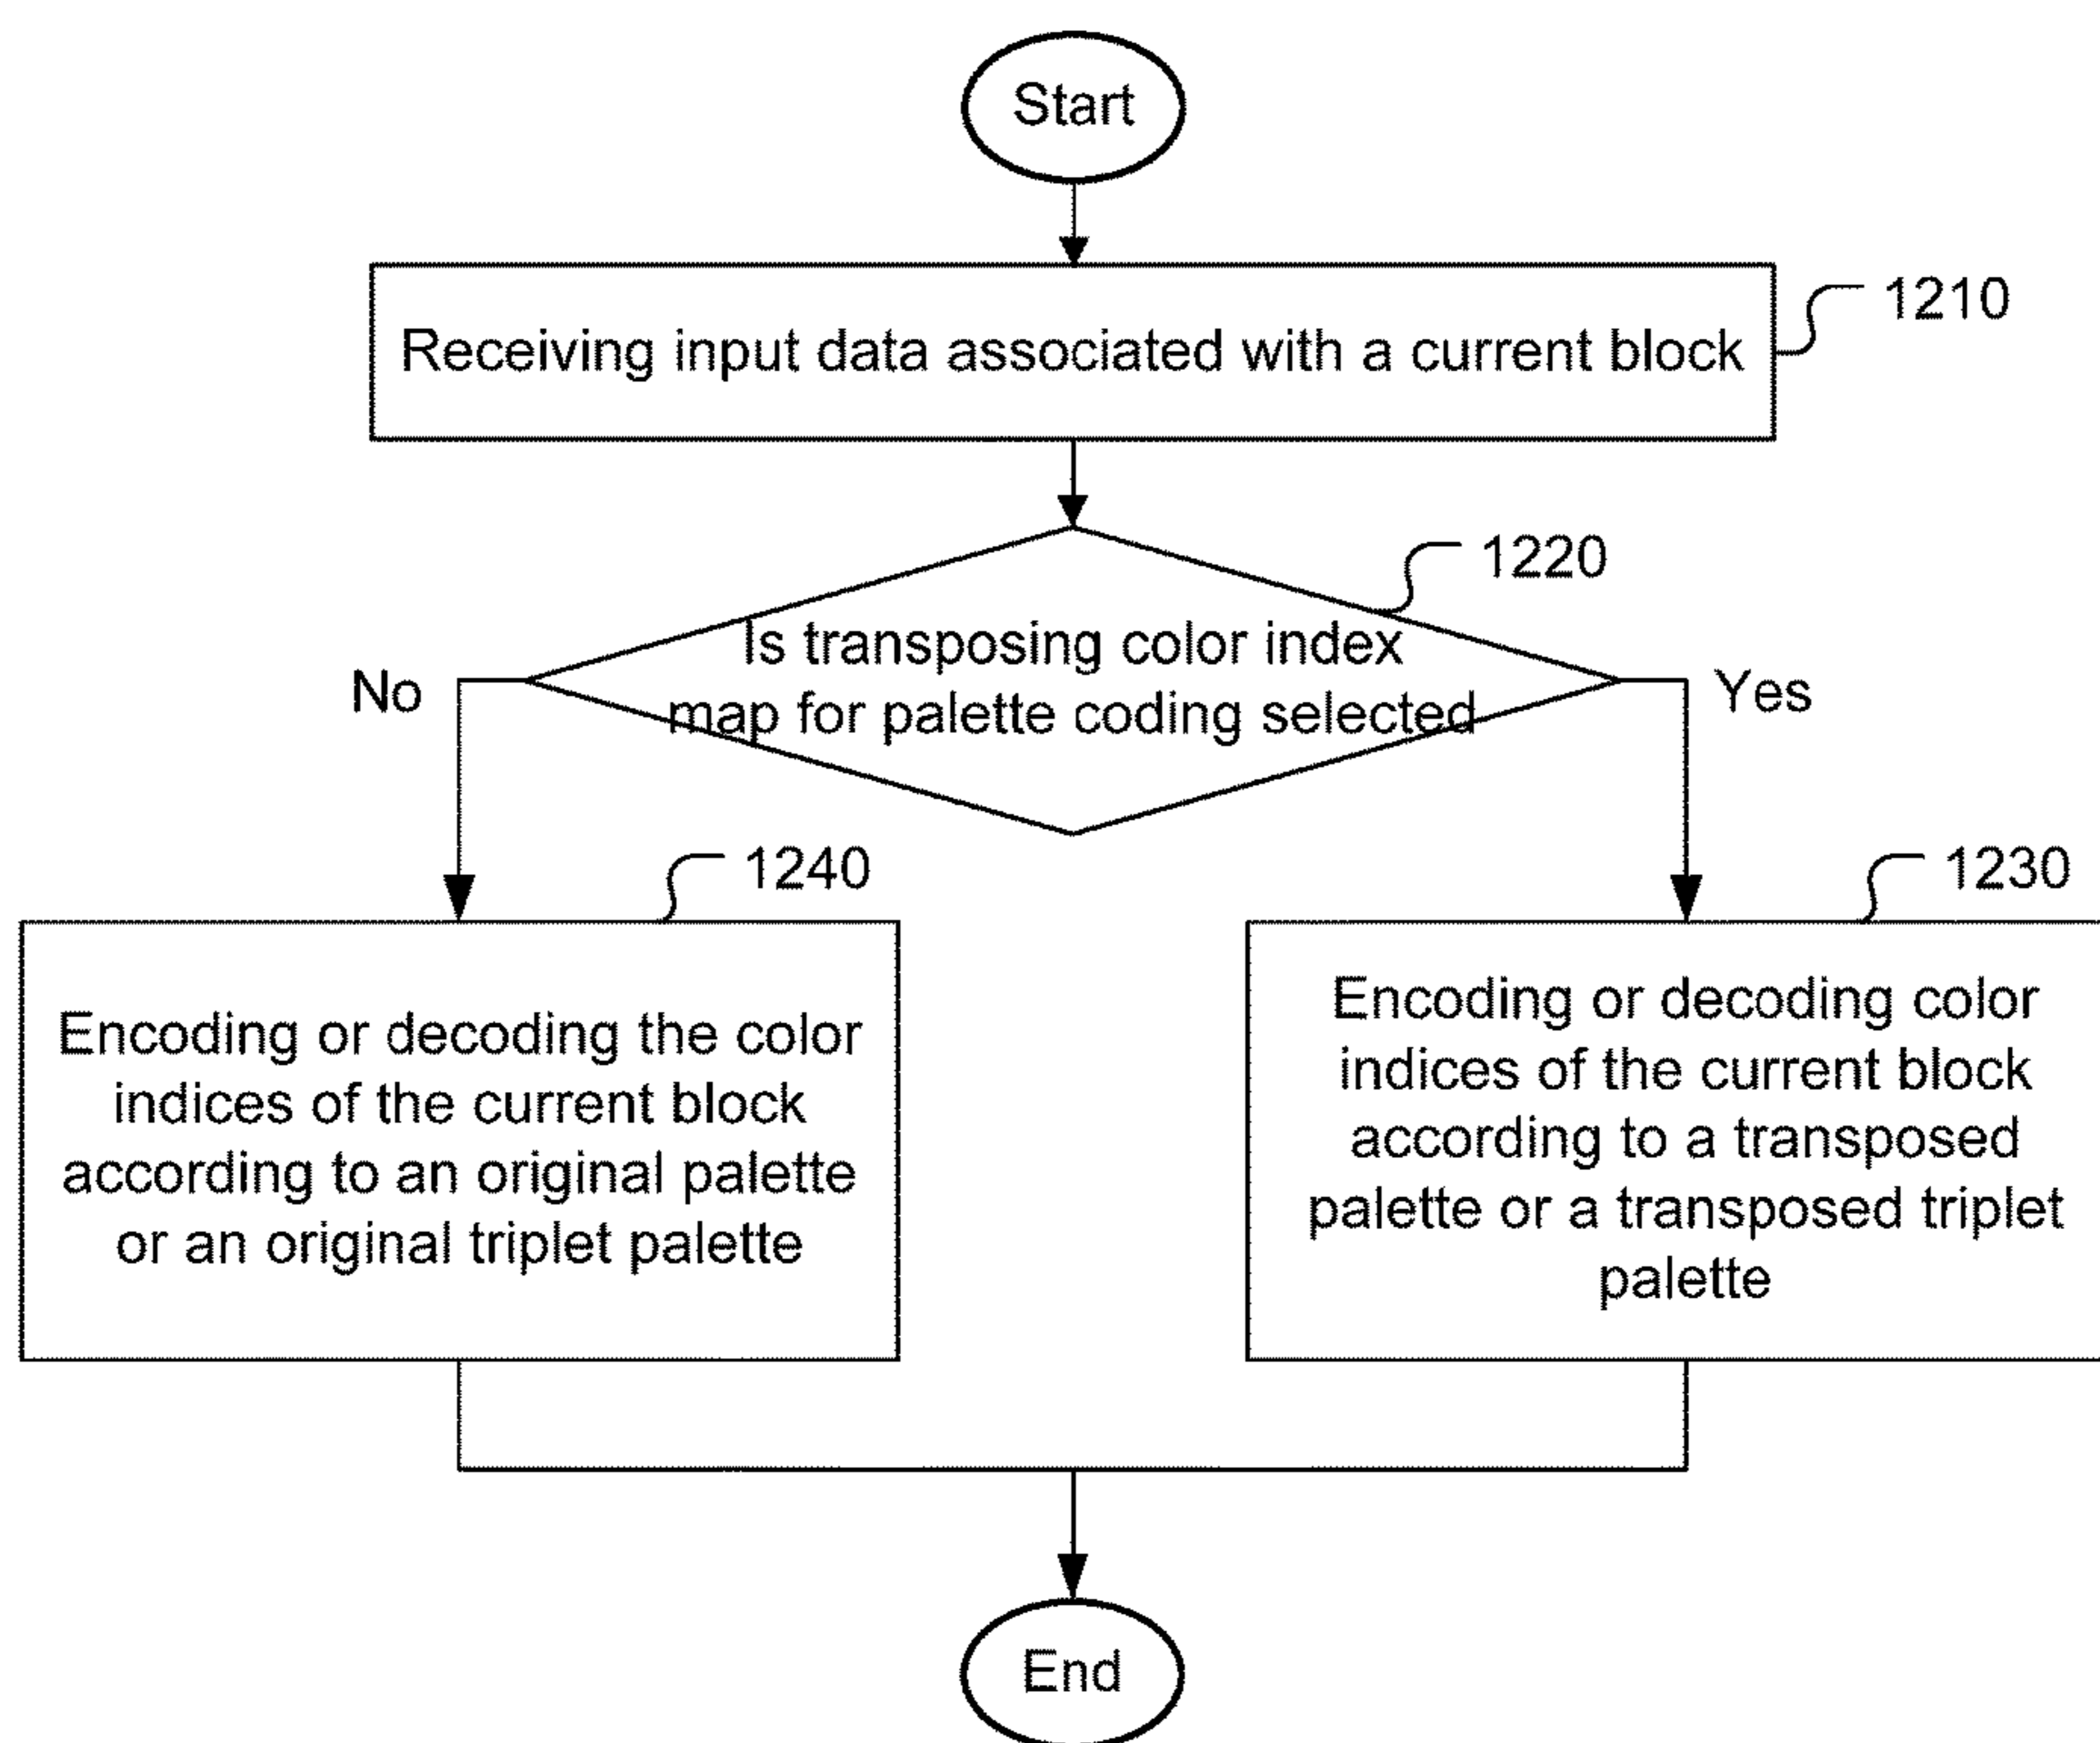 Start
Receiving input data associated with a current block
1210
1220
Is transposing color index
map for palette coding selected
No
Yes
1240
1230
Encoding or decoding the color
indices of the current block
according to an original palette
or an original triplet palette
Encoding or decoding color
indices of the current block
according to a transposed
palette or a transposed triplet
palette
End